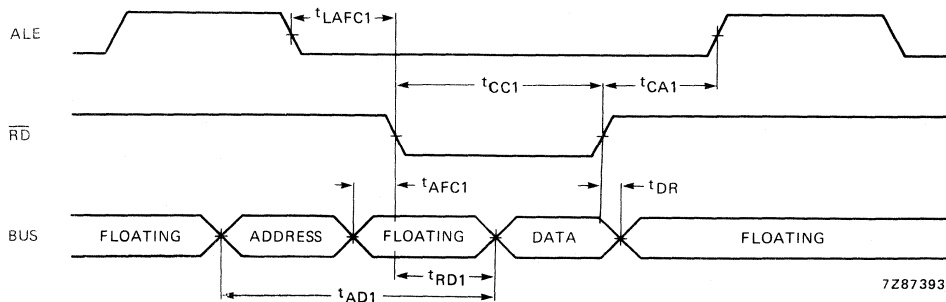 tLAFC1
ALE
tCC1
tCA1
RD
tAFC1
tDR
BUS
FLOATING
ADDRESS
FLOATING
DATA
FLOATING
tRD1
tAD1
7Z87393